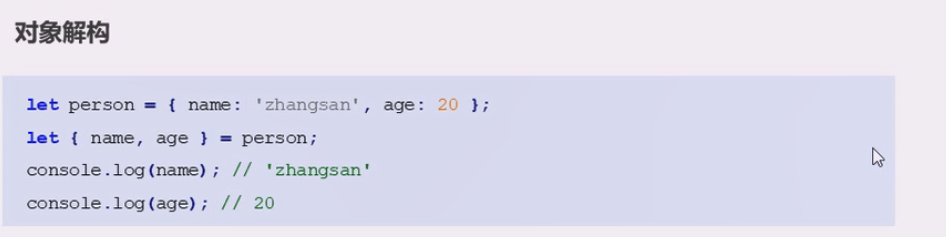 对象解构
let person = { name: 'zhangsan', age: 20 };
let { name, age } = person;
console.log(name); // 'zhangsan'
console.log(age); // 20